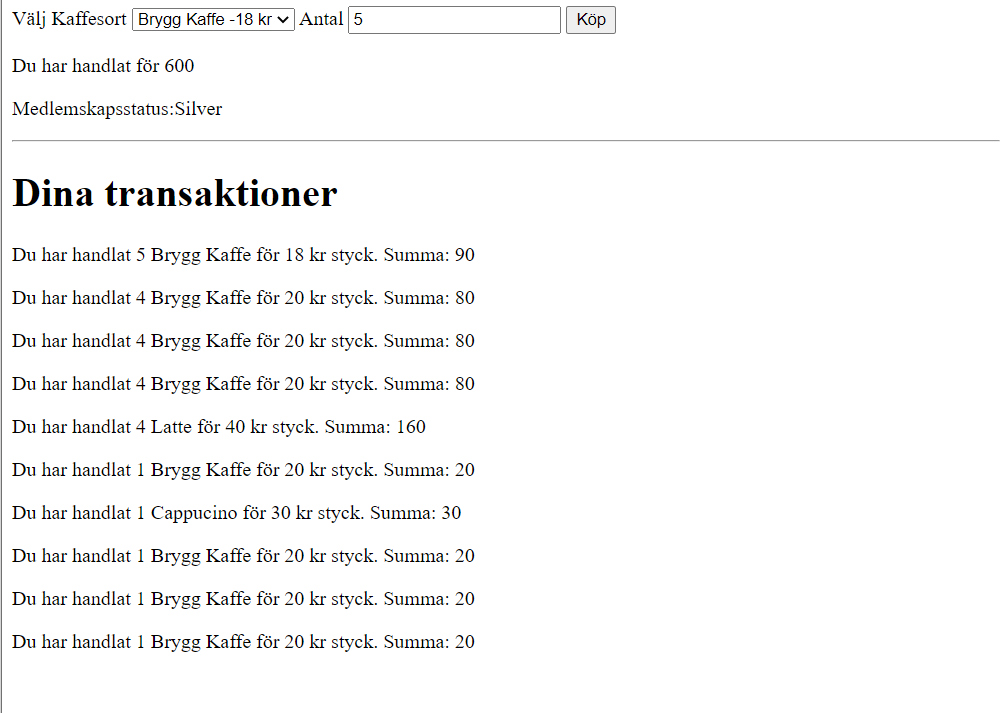 Välj Kaffesort Brygg Kaffe -18 kr Antal 5 Köp
Du har handlat för 600
Medlemskapsstatus:Silver
Dina transaktioner
Du har handlat 5 Brygg Kaffe för 18 kr styck. Summa: 90
Du har handlat 4 Brygg Kaffe för 20 kr styck. Summa: 80
Du har handlat 4 Brygg Kaffe för 20 kr styck. Summa: 80
Du har handlat 4 Brygg Kaffe för 20 kr styck. Summa: 80
Du har handlat 4 Latte för 40 kr styck. Summa: 160
Du har handlat 1 Brygg Kaffe för 20 kr styck. Summa: 20
Du har handlat 1 Cappucino för 30 kr styck. Summa: 30
Du har handlat 1 Brygg Kaffe för 20 kr styck. Summa: 20
Du har handlat 1 Brygg Kaffe för 20 kr styck. Summa: 20
Du har handlat 1 Brygg Kaffe för 20 kr styck. Summa: 20